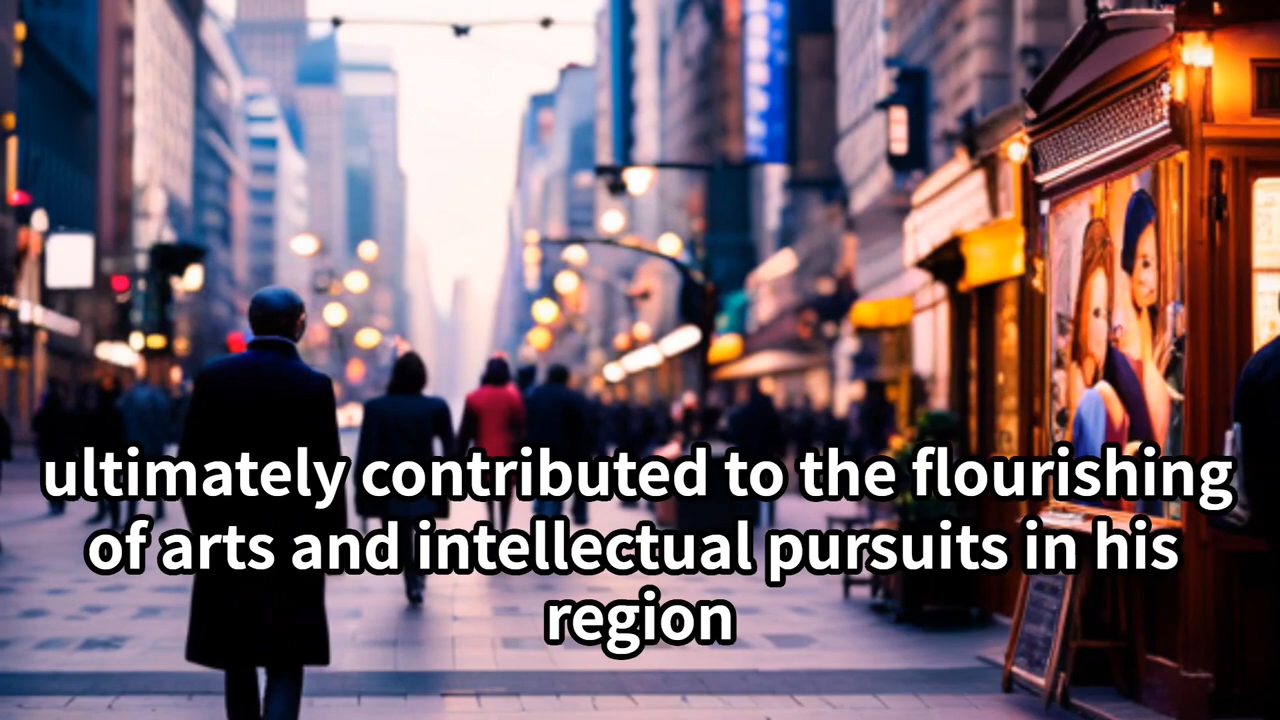 ultimately contributed to the flourishing
of arts and intellectual pursuits in his
region